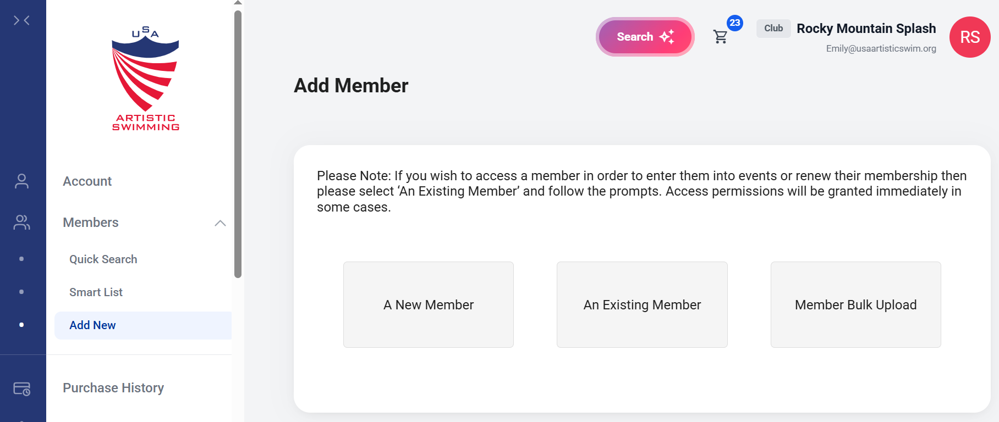 USA
ARTISTIC
SWIMMING
Account
Members
Quick Search
Smart List
Add New
Purchase History
Search
23
Club
Rocky Mountain Splash
Emily@usaartisticswim.org
RS
Add Member
Please Note: If you wish to access a member in order to enter them into events or renew their membership then
please select ‘An Existing Member’ and follow the prompts. Access permissions will be granted immediately in
some cases.
A New Member
An Existing Member
Member Bulk Upload